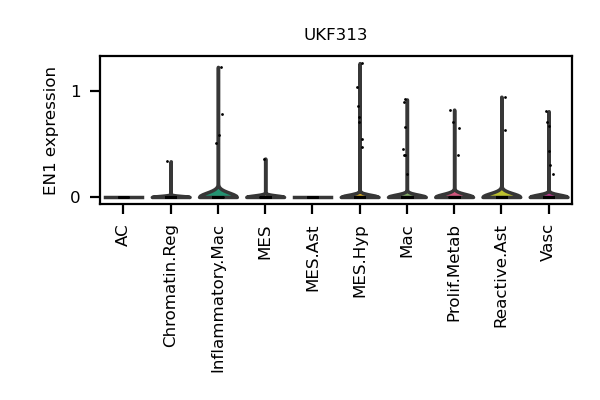 UKF313
EN1 expression
1
0
AC
Chromatin.Reg
Inflammatory.Mac
MES
MES.Ast
MES.Hyp
Mac
Prolif.Metab
Reactive.Ast
Vasc